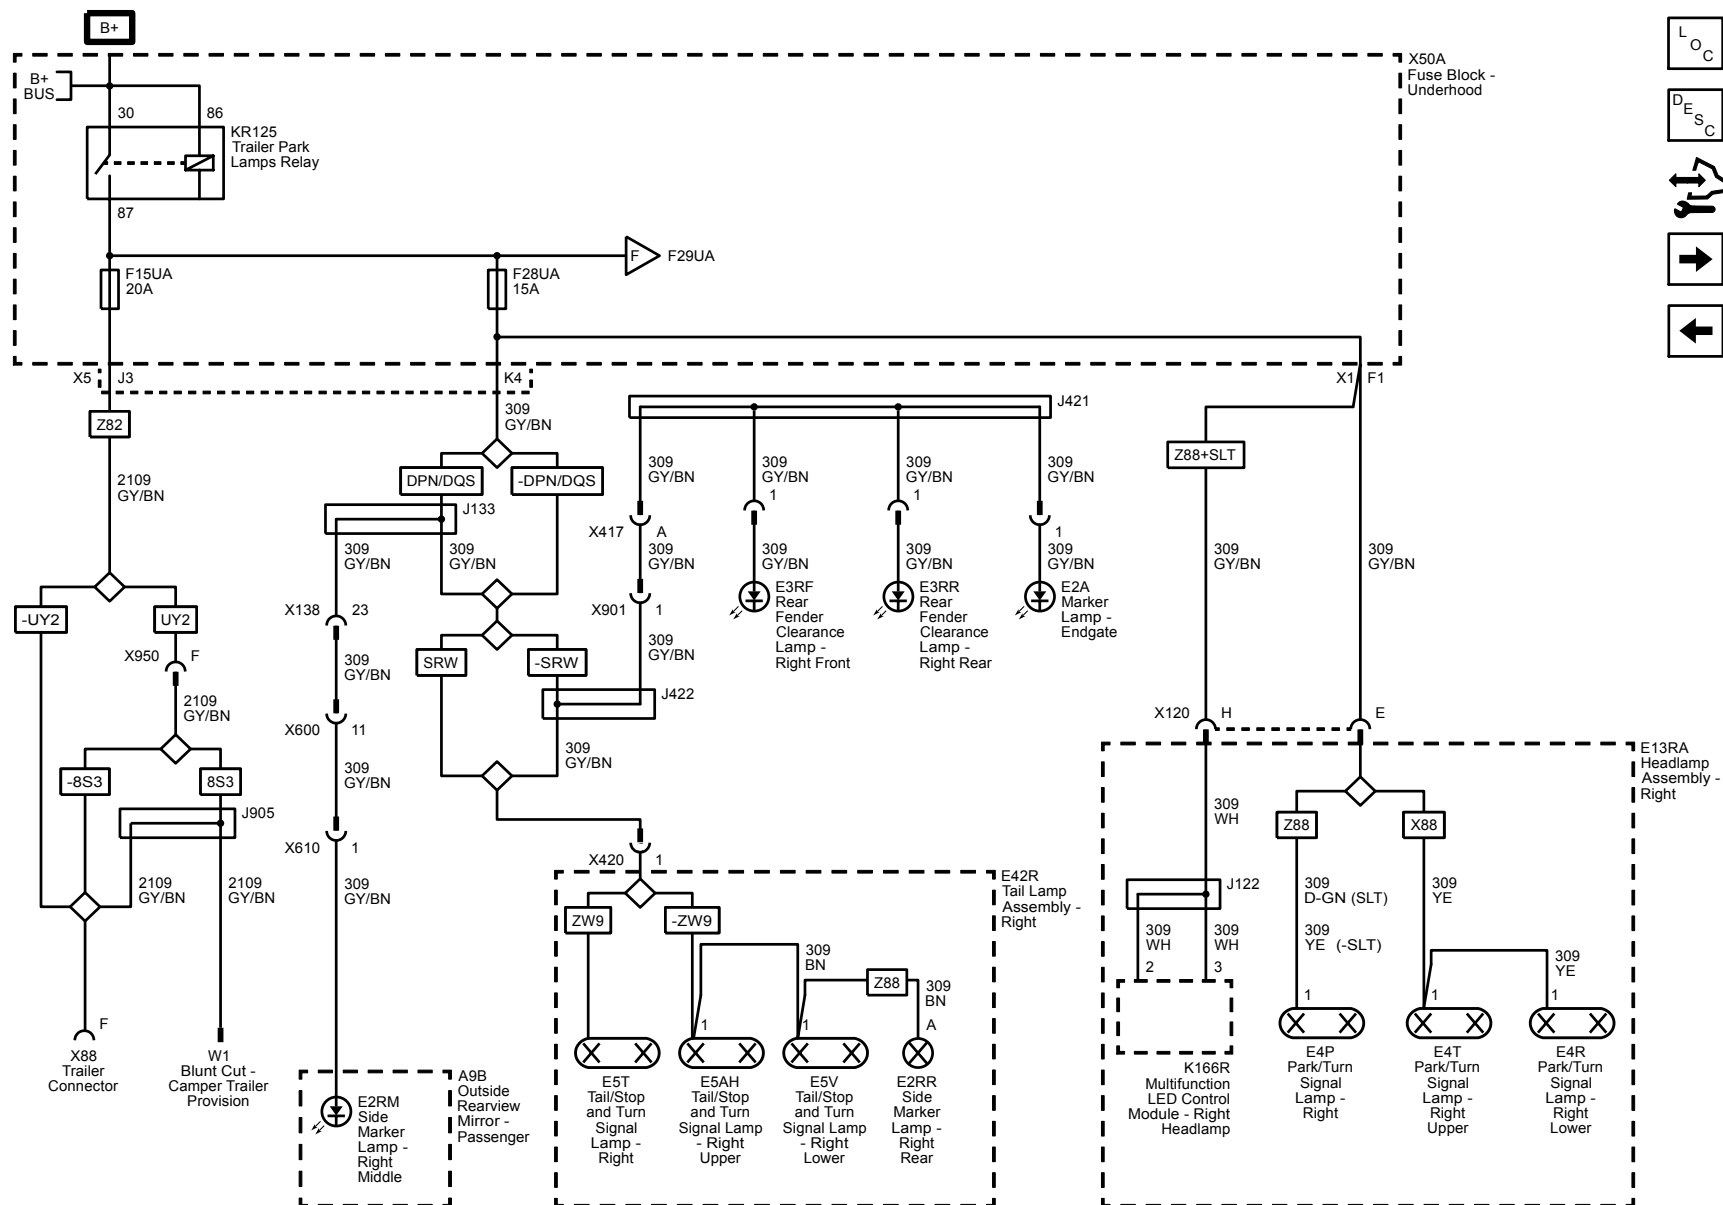 B+
L
O
C
X50A
Fuse Block -
Underhood
B+
BUS
D
E
S
C
30
86
KR125
Trailer Park
Lamps Relay
87
F
F29UA
F15UA
20A
F28UA
15A
X5
J3
K4
X1
F1
Z82
309
GY/BN
J421
Z88+SLT
2109
GY/BN
DPN/DQS
-DPN/DQS
309
GY/BN
309
GY/BN
309
GY/BN
309
GY/BN
1
1
J133
X417
A
1
309
GY/BN
309
GY/BN
309
GY/BN
309
GY/BN
309
GY/BN
309
GY/BN
309
GY/BN
309
GY/BN
E3RF
Rear
Fender
Clearance
Lamp -
Right Front
E3RR
Rear
Fender
Clearance
Lamp -
Right Rear
E2A
Marker
Lamp -
Endgate
-UY2
UY2
X138
23
X901
1
X950
F
309
GY/BN
SRW
-SRW
309
GY/BN
2109
GY/BN
J422
X600
11
X120
H
E
309
GY/BN
309
GY/BN
E13RA
Headlamp
Assembly -
Right
-8S3
8S3
J905
309
WH
Z88
X88
X610
1
X420
1
2109
GY/BN
2109
GY/BN
309
GY/BN
E42R
Tail Lamp
Assembly -
Right
J122
309
D-GN (SLT)
309
YE
ZW9
-ZW9
309
WH
309
WH
309
YE (-SLT)
309
BN
309
YE
2
3
Z88
309
BN
1
1
1
F
1
1
A
X88
Trailer
Connector
W1
Blunt Cut -
Camper Trailer
Provision
E4P
Park/Turn
Signal
Lamp -
Right
E4T
Park/Turn
Signal
Lamp -
Right
Upper
E4R
Park/Turn
Signal
Lamp -
Right
Lower
K166R
Multifunction
LED Control
Module - Right
Headlamp
A9B
Outside
Rearview
Mirror -
Passenger
E2RM
Side
Marker
Lamp -
Right
Middle
E5T
Tail/Stop
and Turn
Signal
Lamp -
Right
E5AH
Tail/Stop
and Turn
Signal Lamp
- Right
Upper
E5V
Tail/Stop
and Turn
Signal Lamp
- Right
Lower
E2RR
Side
Marker
Lamp -
Right
Rear